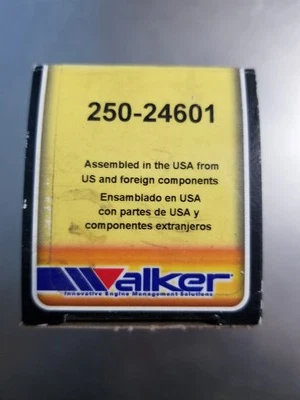 250-24601
Assembled in the USA from
US and foreign components
Ensamblado en USA
con partes de USA y
componentes extranjeros
Walker
Innovative Engine Management Solutions